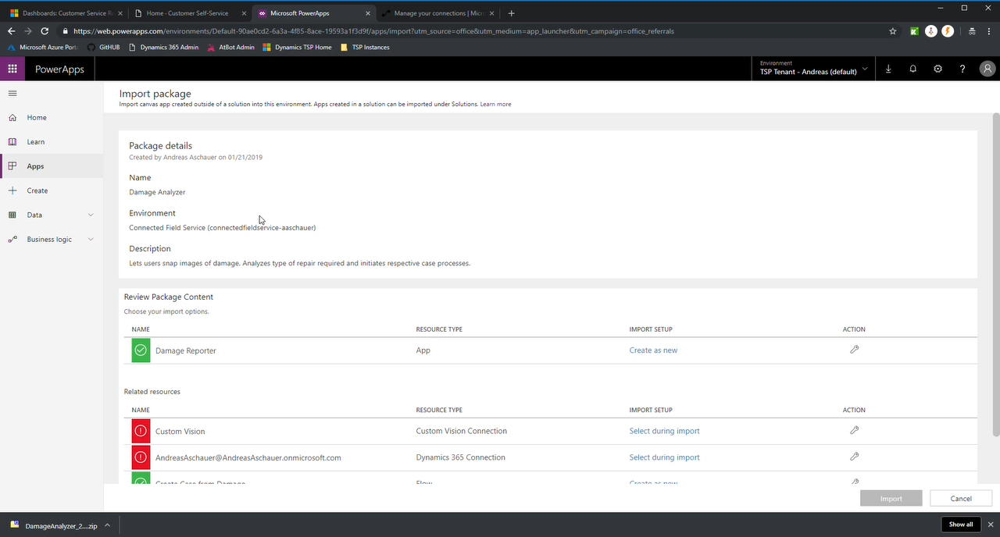 Dashboards: Customer Service Re
Home - Customer Self-Service
Microsoft PowerApps
Manage your connections | Micr
https://web.powerapps.com/environments/Default-90ae0cd2-6a3a-4f85-8ace-19593a1f3d9f/apps/import?utm_source=office&utm_medium=app_launcher&utm_campaign=office_referrals
Microsoft Azure Port
GitHUB
Dynamics 365 Admin
AtBot Admin
Dynamics TSP Home
TSP Instances
PowerApps
Environment
TSP Tenant - Andreas (default)
Import package
Import canvas app created outside of a solution into this environment. Apps created in a solution can be imported under Solutions. Learn more
Home
Learn
Apps
Create
Data
Business logic
Package details
Created by Andreas Aschauer on 01/21/2019
Name
Damage Analyzer
Environment
Connected Field Service (connectedfieldservice-aaschauer)
Description
Lets users snap images of damage. Analyzes type of repair required and initiates respective case processes.
Review Package Content
Choose your import options.
NAME RESOURCE TYPE IMPORT SETUP ACTION
Damage Reporter App Create as new
Related resources
NAME RESOURCE TYPE IMPORT SETUP ACTION
Custom Vision Custom Vision Connection Select during import
AndreasAschauer@AndreasAschauer.onmicrosoft.com Dynamics 365 Connection Select during import
Create Case from Damage Flow Create as new
Import Cancel
DamageAnalyzer_2....zip
Show all